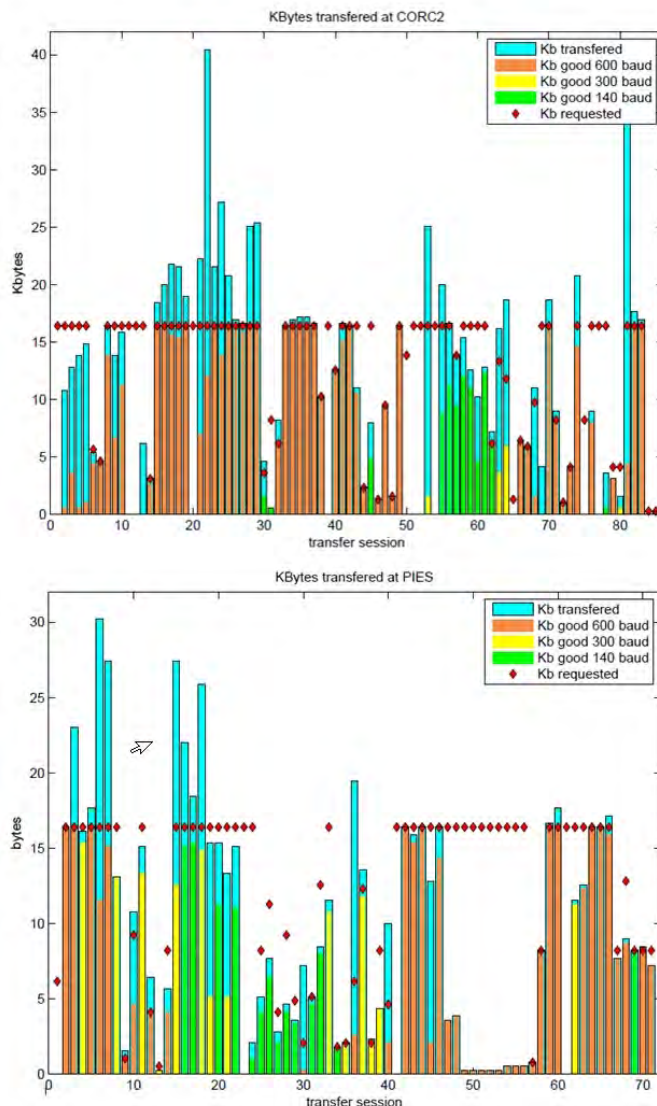 KBytes transfered at CORC2
Kb transfered
Kb good 600 baud
Kb good 300 baud
Kb good 140 baud
Kb requested
Kbytes
40
35
30
25
20
15
10
5
0
0 10 20 30 40 50 60 70 80
transfer session
KBytes transfered at PIES
Kb transfered
Kb good 600 baud
Kb good 300 baud
Kb good 140 baud
Kb requested
bytes
30
25
20
15
10
5
0
0 10 20 30 40 50 60 70
transfer session